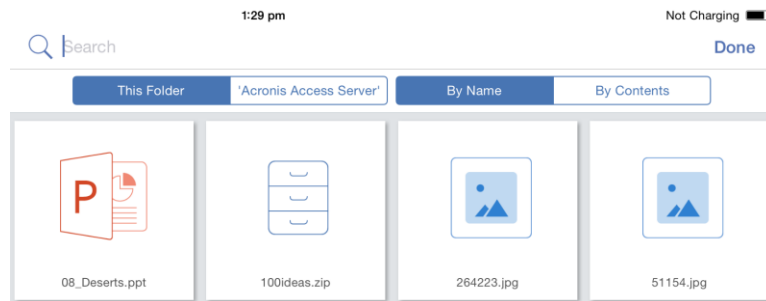 1:29 pm Not Charging
Search Done
This Folder 'Acronis Access Server' By Name By Contents
P
08_Deserts.ppt 100ideas.zip 264223.jpg 51154.jpg